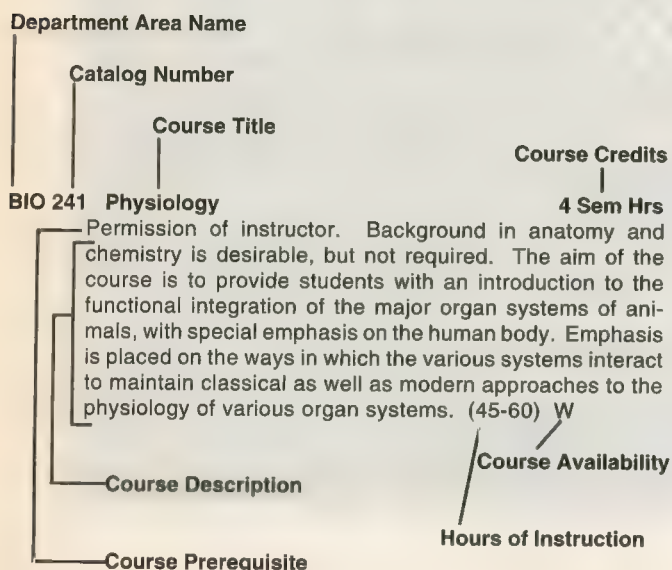 Department Area Name
Catalog Number
Course Title
Course Credits
BIO 241 Physiology 4 Sem Hrs
Permission of instructor. Background in anatomy and
chemistry is desirable, but not required. The aim of the
course is to provide students with an introduction to the
functional integration of the major organ systems of ani-
mals, with special emphasis on the human body. Emphasis
is placed on the ways in which the various systems interact
to maintain classical as well as modern approaches to the
physiology of various organ systems. (45-60) W
Course Availability
Course Description
Hours of Instruction
Course Prerequisite